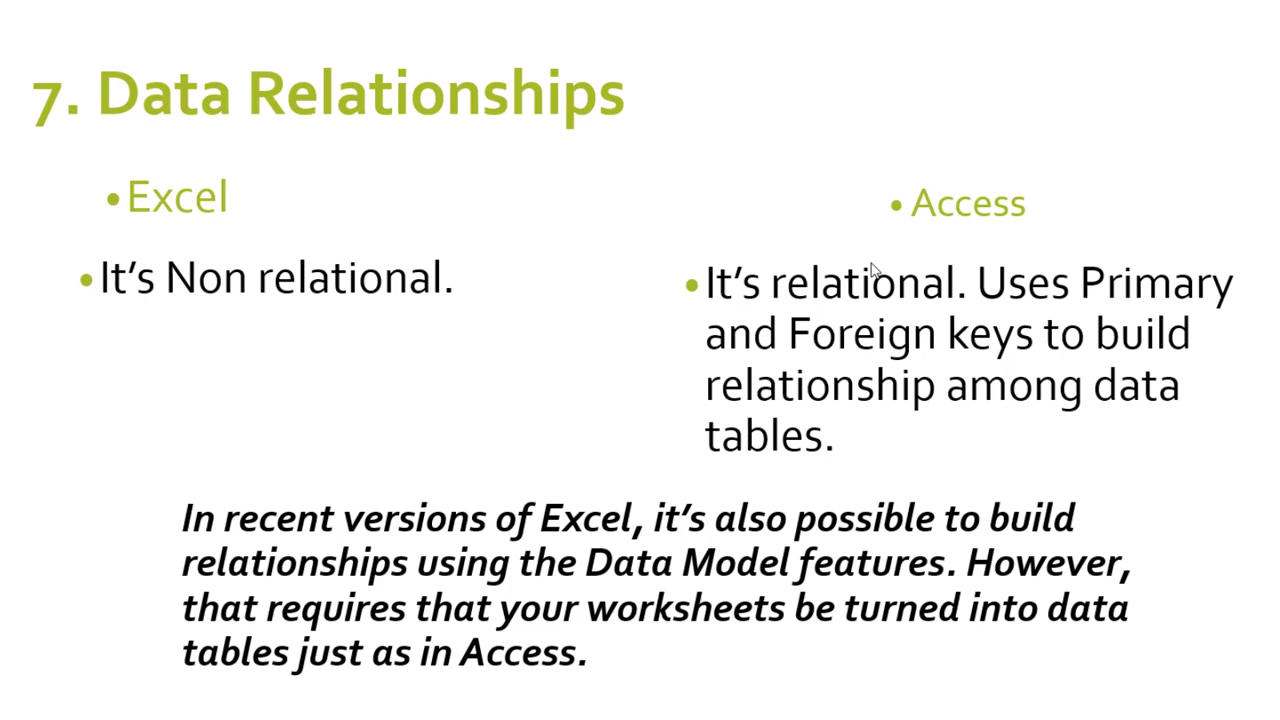 7. Data Relationships
•Excel
•It’s Non relational.
•Access
•It’s relational. Uses Primary
and Foreign keys to build
relationship among data
tables.
In recent versions of Excel, it’s also possible to build
relationships using the Data Model features. However,
that requires that your worksheets be turned into data
tables just as in Access.